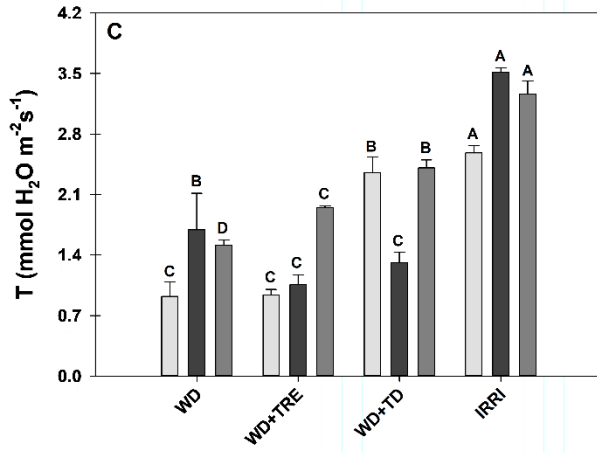 C
T (mmol H₂O m⁻²s⁻¹)
4.2
3.5
2.8
2.1
1.4
0.7
0.0
C B D
C C C
B C B
A A A
WD
WD+TRE
WD+TD
IRRI